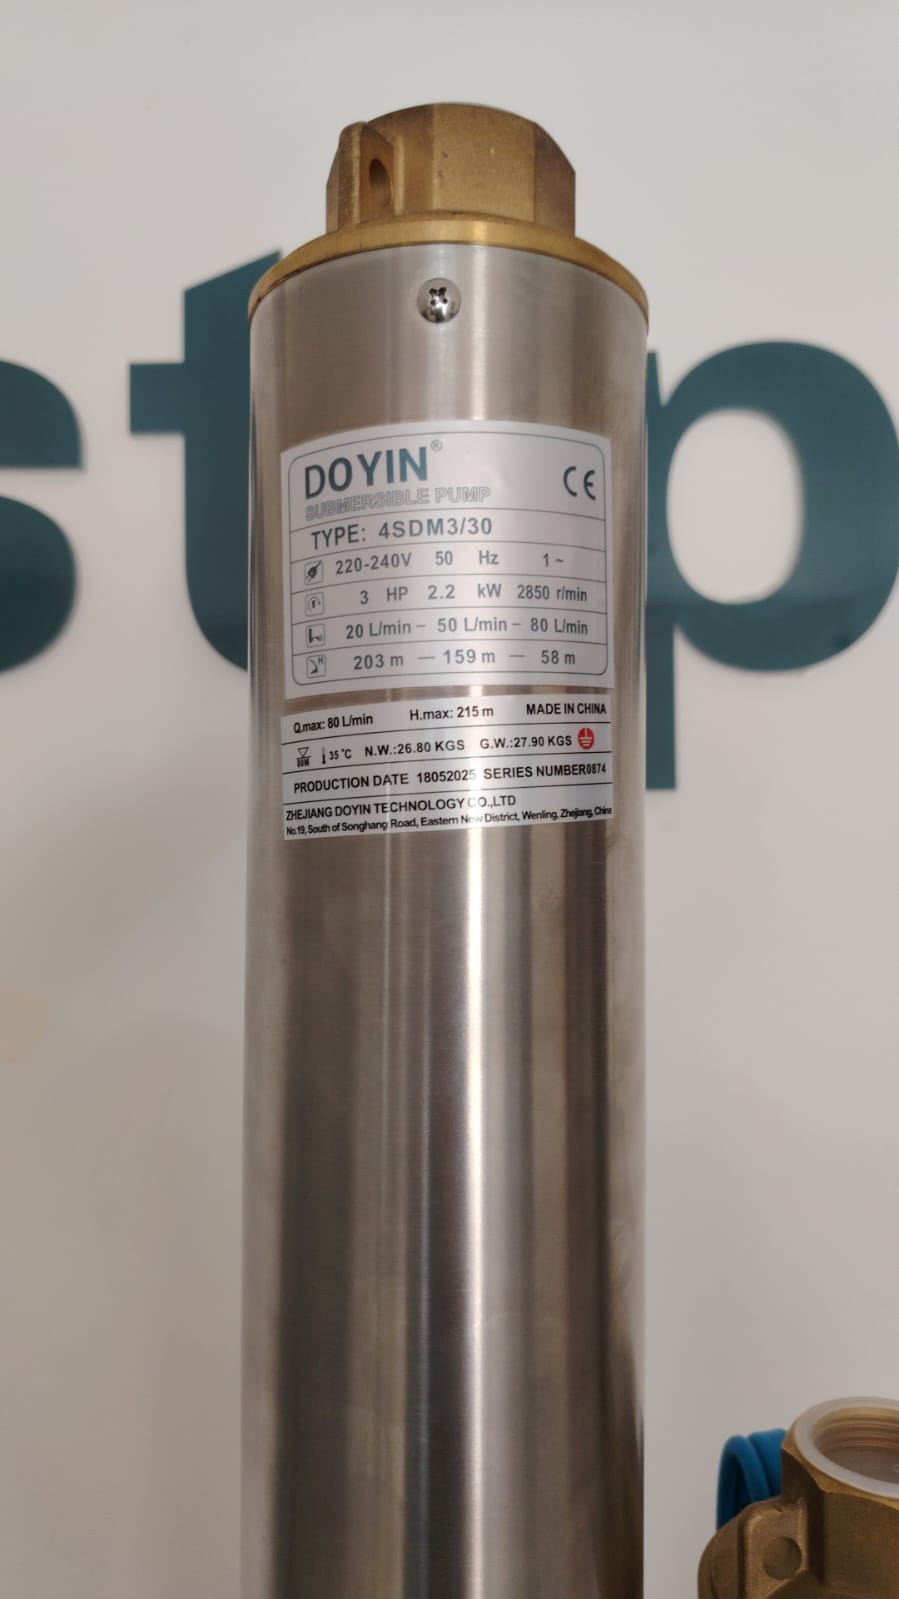 st p
DOYIN®
CE
SUBMERSIBLE PUMP
TYPE: 4SDM3/30
220-240V 50 Hz 1~
3 HP 2.2 kW 2850 r/min
20 L/min – 50 L/min – 80 L/min
H 203 m — 159 m — 58 m
Q.max: 80 L/min H.max: 215 m MADE IN CHINA
80M 35°C N.W.:26.80 KGS G.W.:27.90 KGS
PRODUCTION DATE 18052025 SERIES NUMBER0874
ZHEJIANG DOYIN TECHNOLOGY CO.,LTD
No.19, South of Songhang Road, Eastern New District, Wenling, Zhejiang, China